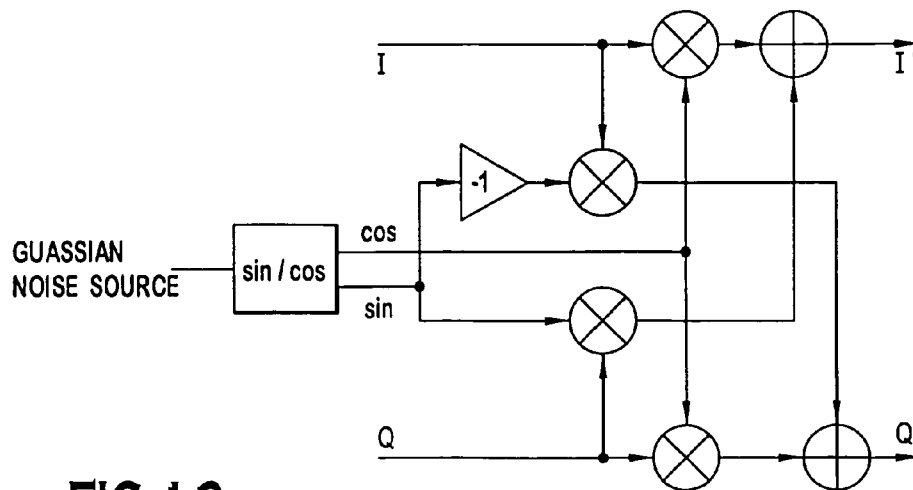 I
I'
-1
cos
GUASSIAN
NOISE SOURCE
sin / cos
sin
Q
Q